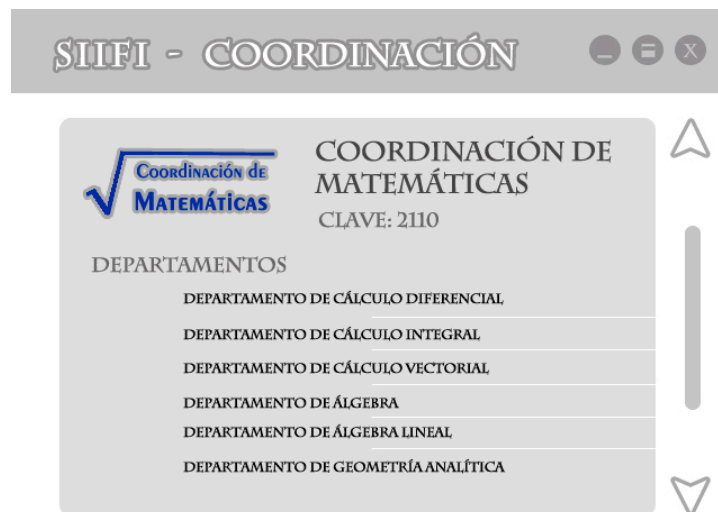 SIIFI - COORDINACIÓN
X
Coordinación de
MATEMÁTICAS
COORDINACIÓN DE
MATEMÁTICAS
CLAVE: 2110
DEPARTAMENTOS
DEPARTAMENTO DE CÁLCULO DIFERENCIAL
DEPARTAMENTO DE CÁLCULO INTEGRAL
DEPARTAMENTO DE CÁLCULO VECTORIAL
DEPARTAMENTO DE ÁLGEBRA
DEPARTAMENTO DE ÁLGEBRA LINEAL
DEPARTAMENTO DE GEOMETRÍA ANALÍTICA